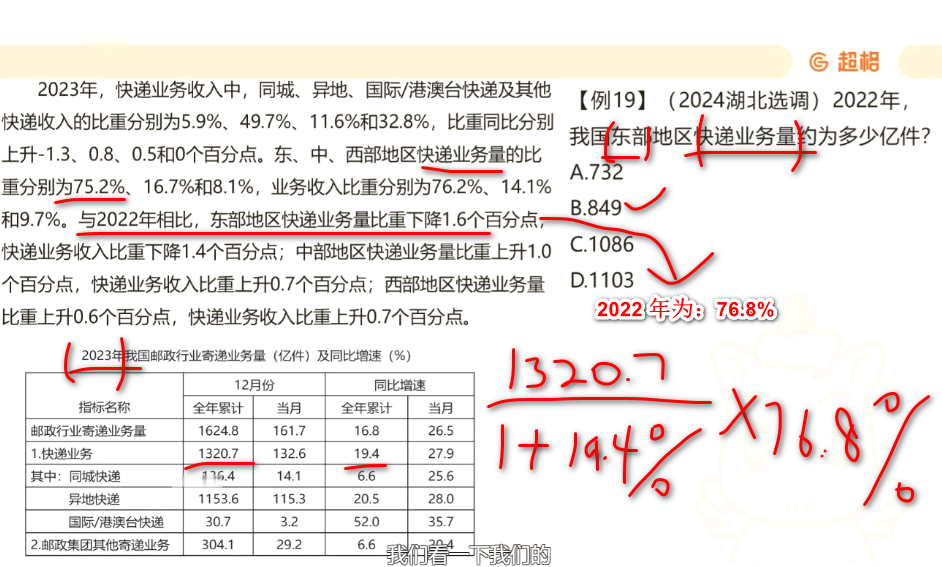 超格
2023年，快递业务收入中，同城、异地、国际/港澳台快递及其他
快递收入的比重分别为5.9%、49.7%、11.6%和32.8%，比重同比分别
上升-1.3、0.8、0.5和0个百分点。东、中、西部地区快递业务量的比
重分别为75.2%、16.7%和8.1%，业务收入比重分别为76.2%、14.1%
和9.7%。与2022年相比，东部地区快递业务量比重下降1.6个百分点，
快递业务收入比重下降1.4个百分点；中部地区快递业务量比重上升1.0
个百分点，快递业务收入比重上升0.7个百分点；西部地区快递业务量
比重上升0.6个百分点，快递业务收入比重上升0.7个百分点。
【例19】（2024湖北选调）2022年，
我国东部地区快递业务量约为多少亿件？
A.732
B.849
C.1086
D.1103
2022 年为：76.8%
2023年我国邮政行业寄递业务量（亿件）及同比增速（%）
指标名称 12月份 同比增速
全年累计 当月 全年累计 当月
邮政行业寄递业务量 1624.8 161.7 16.8 26.5
1.快递业务 1320.7 132.6 19.4 27.9
其中：同城快递 136.4 14.1 6.6 25.6
异地快递 1153.6 115.3 20.5 28.0
国际/港澳台快递 30.7 3.2 52.0 35.7
2.邮政集团其他寄递业务 304.1 29.2 6.6 20.4
1320.7
1+19.4%
×76.8%
我们看一下我们的